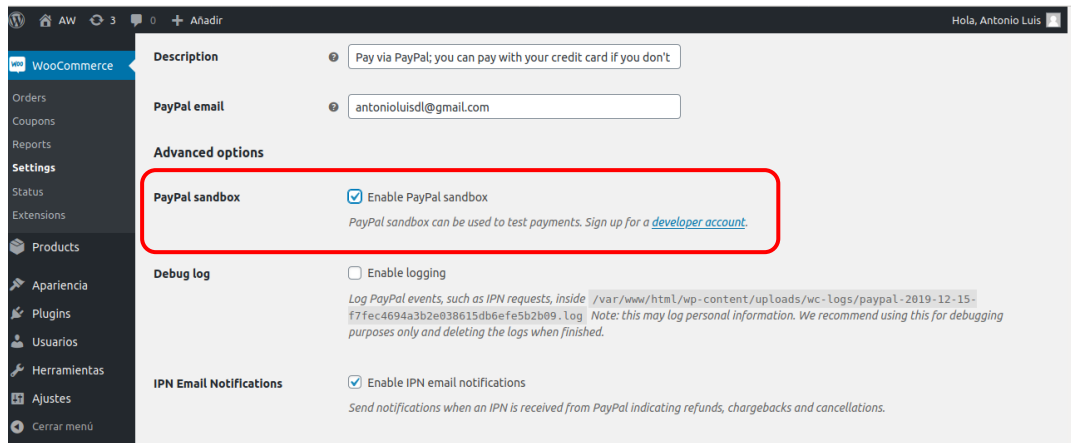 AW 3 0 + Añadir Hola, Antonio Luis
WooCommerce
Orders
Coupons
Reports
Settings
Status
Extensions
Products
Apariencia
Plugins
Usuarios
Herramientas
Ajustes
Cerrar menú
Description Pay via PayPal; you can pay with your credit card if you don't
PayPal email antonioluisdl@gmail.com
Advanced options
PayPal sandbox Enable PayPal sandbox
PayPal sandbox can be used to test payments. Sign up for a developer account.
Debug log Enable logging
Log PayPal events, such as IPN requests, inside /var/www/html/wp-content/uploads/wc-logs/paypal-2019-12-15-
f7fec4694a3b2e038615db6efe5b2b09.log Note: this may log personal information. We recommend using this for debugging
purposes only and deleting the logs when finished.
IPN Email Notifications Enable IPN email notifications
Send notifications when an IPN is received from PayPal indicating refunds, chargebacks and cancellations.